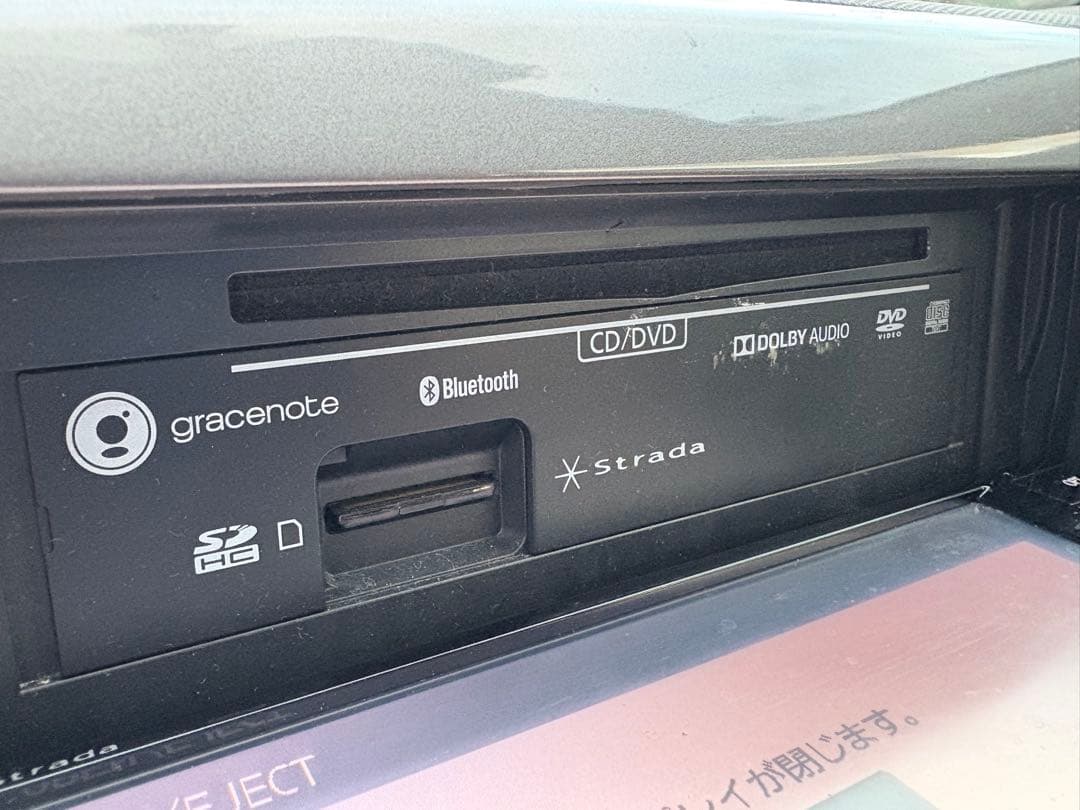 CD/DVD
DOLBY AUDIO
DVD
VIDEO
gracenote
Bluetooth
Strada
SD
HC
strada
EJECT
レイが閉じます。